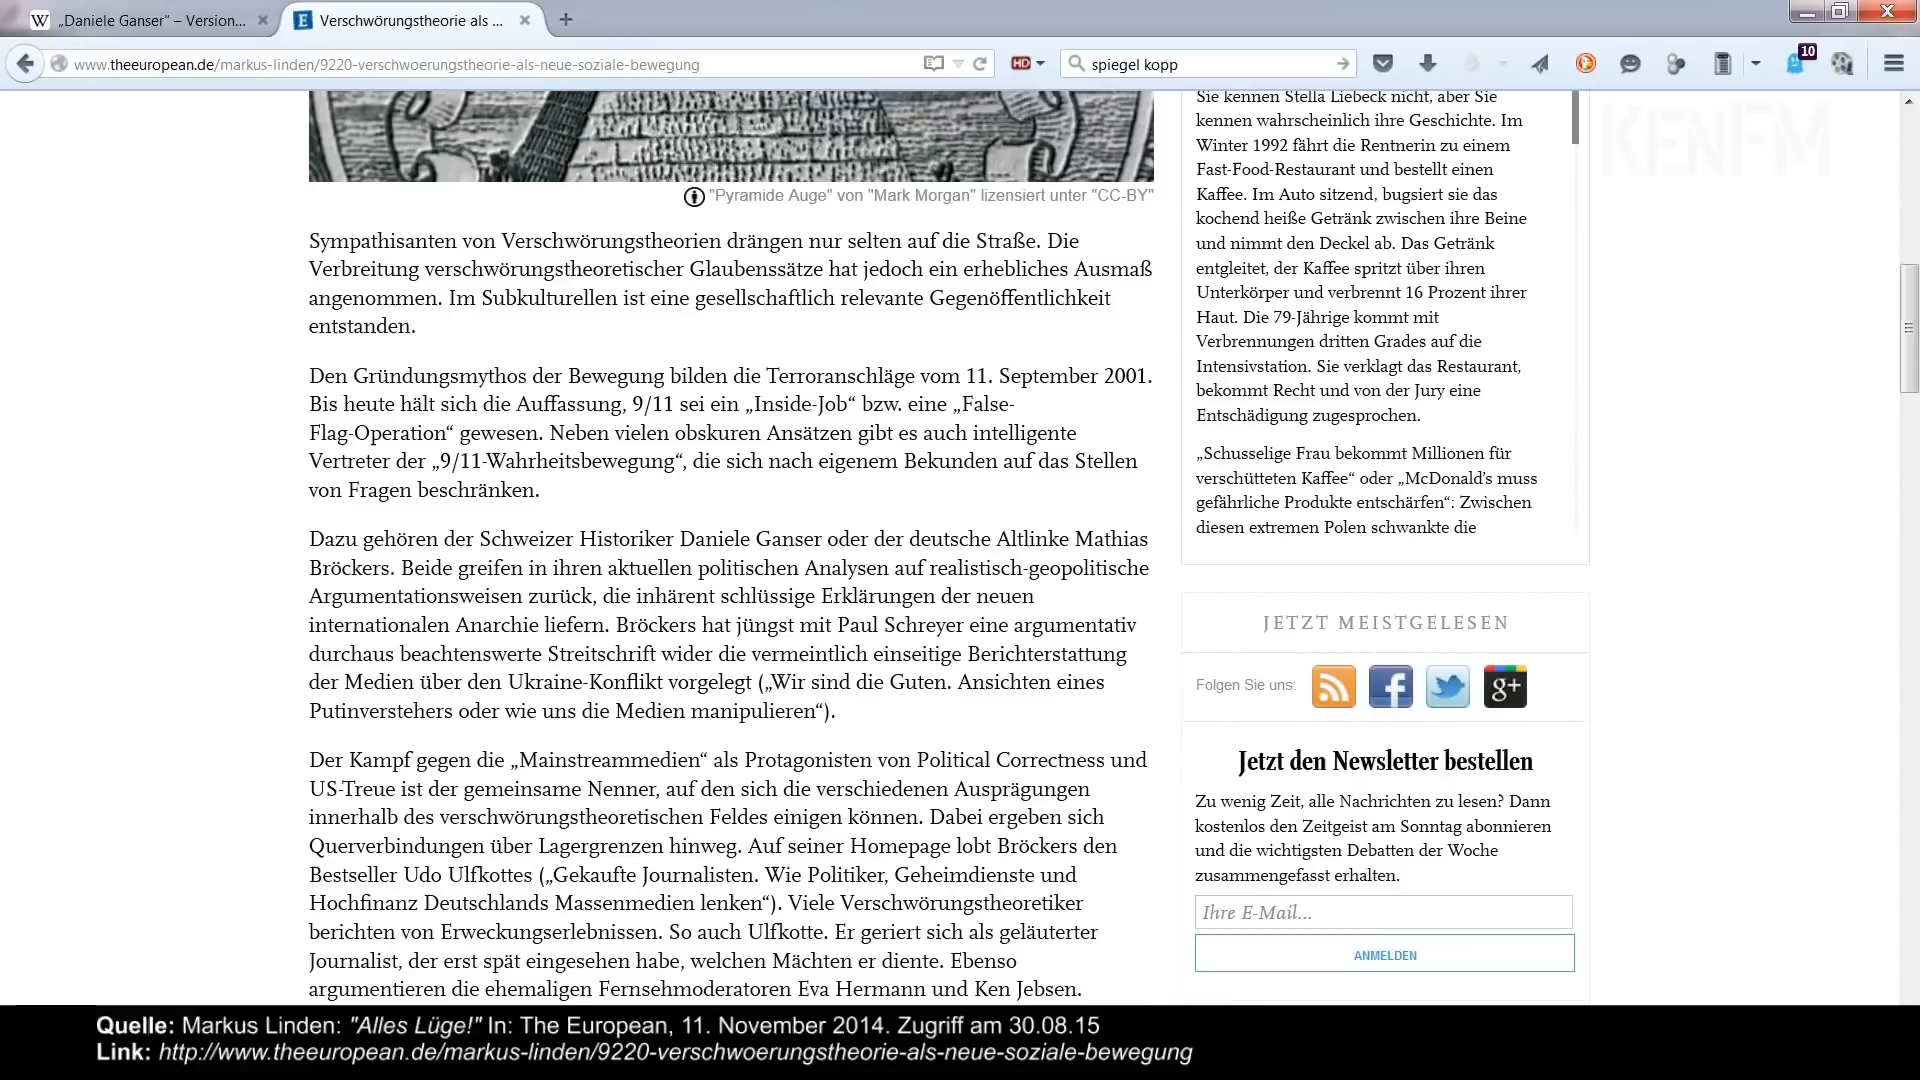 „Daniele Ganser“ – Version...
Verschwörungstheorie als ...
www.theeuropean.de/markus-linden/9220-verschwoerungstheorie-als-neue-soziale-bewegung
HD
spiegel kopp
10
KENFM
"Pyramide Auge" von "Mark Morgan" lizensiert unter "CC-BY"
Sympathisanten von Verschwörungstheorien drängen nur selten auf die Straße. Die
Verbreitung verschwörungstheoretischer Glaubenssätze hat jedoch ein erhebliches Ausmaß
angenommen. Im Subkulturellen ist eine gesellschaftlich relevante Gegenöffentlichkeit
entstanden.
Den Gründungsmythos der Bewegung bilden die Terroranschläge vom 11. September 2001.
Bis heute hält sich die Auffassung, 9/11 sei ein „Inside-Job“ bzw. eine „False-
Flag-Operation“ gewesen. Neben vielen obskuren Ansätzen gibt es auch intelligente
Vertreter der „9/11-Wahrheitsbewegung“, die sich nach eigenem Bekunden auf das Stellen
von Fragen beschränken.
Dazu gehören der Schweizer Historiker Daniele Ganser oder der deutsche Altlinke Mathias
Bröckers. Beide greifen in ihren aktuellen politischen Analysen auf realistisch-geopolitische
Argumentationsweisen zurück, die inhärent schlüssige Erklärungen der neuen
internationalen Anarchie liefern. Bröckers hat jüngst mit Paul Schreyer eine argumentativ
durchaus beachtenswerte Streitschrift wider die vermeintlich einseitige Berichterstattung
der Medien über den Ukraine-Konflikt vorgelegt („Wir sind die Guten. Ansichten eines
Putinverstehers oder wie uns die Medien manipulieren“).
Der Kampf gegen die „Mainstreammedien“ als Protagonisten von Political Correctness und
US-Treue ist der gemeinsame Nenner, auf den sich die verschiedenen Ausprägungen
innerhalb des verschwörungstheoretischen Feldes einigen können. Dabei ergeben sich
Querverbindungen über Lagergrenzen hinweg. Auf seiner Homepage lobt Bröckers den
Bestseller Udo Ulfkottes („Gekaufte Journalisten. Wie Politiker, Geheimdienste und
Hochfinanz Deutschlands Massenmedien lenken“). Viele Verschwörungstheoretiker
berichten von Erweckungserlebnissen. So auch Ulfkotte. Er geriert sich als geläuterter
Journalist, der erst spät eingesehen habe, welchen Mächten er diente. Ebenso
argumentieren die ehemaligen Fernsehmoderatoren Eva Hermann und Ken Jebsen.
Sie kennen Stella Liebeck nicht, aber Sie
kennen wahrscheinlich ihre Geschichte. Im
Winter 1992 fährt die Rentnerin zu einem
Fast-Food-Restaurant und bestellt einen
Kaffee. Im Auto sitzend, bugsiert sie das
kochend heiße Getränk zwischen ihre Beine
und nimmt den Deckel ab. Das Getränk
entgleitet, der Kaffee spritzt über ihren
Unterkörper und verbrennt 16 Prozent ihrer
Haut. Die 79-Jährige kommt mit
Verbrennungen dritten Grades auf die
Intensivstation. Sie verklagt das Restaurant,
bekommt Recht und von der Jury eine
Entschädigung zugesprochen.
„Schusselige Frau bekommt Millionen für
verschütteten Kaffee“ oder „McDonald’s muss
gefährliche Produkte entschärfen“: Zwischen
diesen extremen Polen schwankte die
JETZT MEISTGELESEN
Folgen Sie uns:
Jetzt den Newsletter bestellen
Zu wenig Zeit, alle Nachrichten zu lesen? Dann
kostenlos den Zeitgeist am Sonntag abonnieren
und die wichtigsten Debatten der Woche
zusammengefasst erhalten.
Ihre E-Mail...
ANMELDEN
Quelle: Markus Linden: "Alles Lüge!" In: The European, 11. November 2014. Zugriff am 30.08.15
Link: http://www.theeuropean.de/markus-linden/9220-verschwoerungstheorie-als-neue-soziale-bewegung